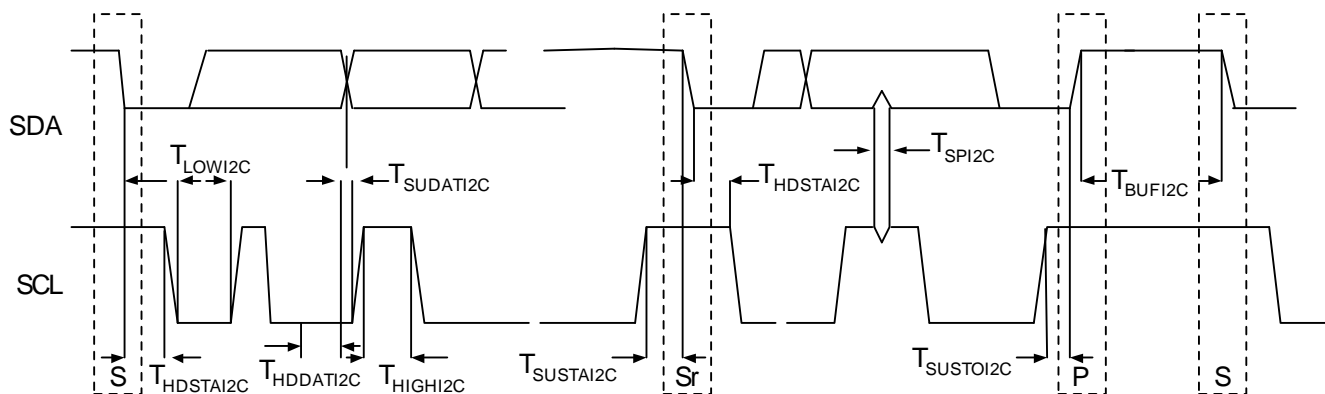 SDA
T_LOWI2C
T_SUDATI2C
T_HDSTAI2C
T_SPI2C
T_BUFI2C
SCL
S
T_HDSTAI2C
T_HDDATI2C
T_HIGHI2C
T_SUSTAI2C
Sr
T_SUSTOI2C
P
S